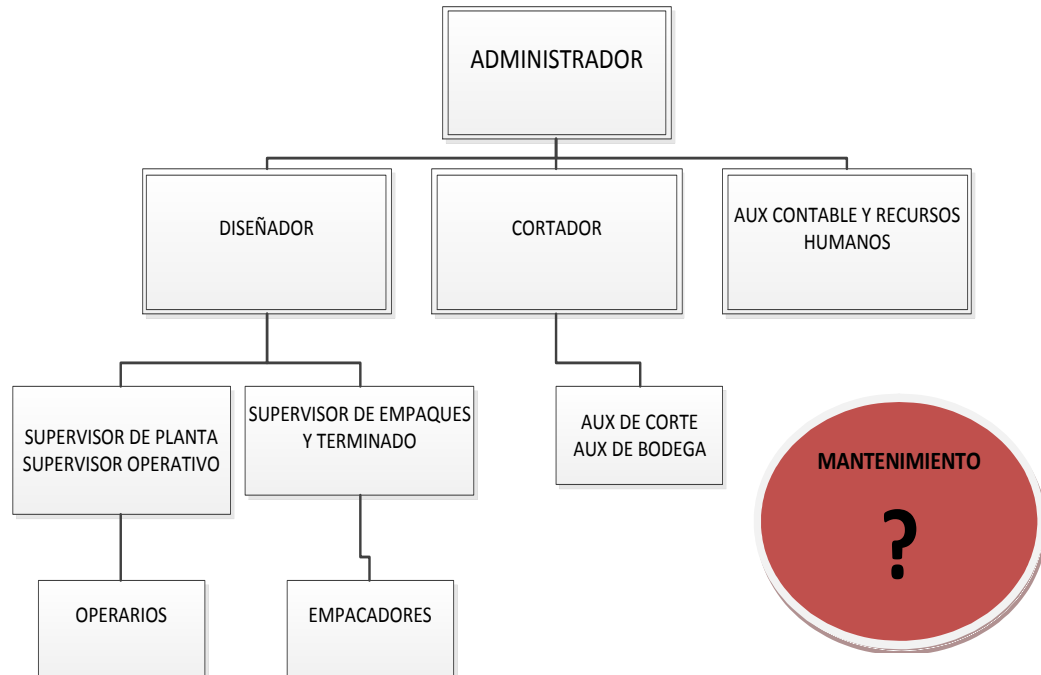 ADMINISTRADOR
DISEÑADOR
CORTADOR
AUX CONTABLE Y RECURSOS
HUMANOS
SUPERVISOR DE PLANTA
SUPERVISOR OPERATIVO
SUPERVISOR DE EMPAQUES
Y TERMINADO
AUX DE CORTE
AUX DE BODEGA
MANTENIMIENTO
?
OPERARIOS
EMPACADORES